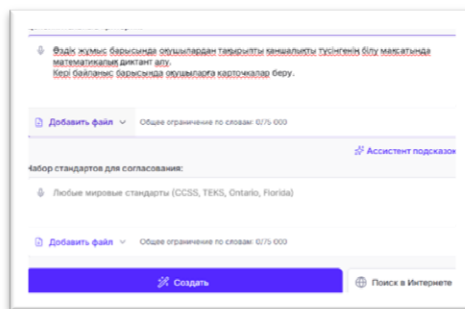 Өздік жумыс барысында оқушылардан тақырыпты қаншалықты түсінгенін білу мақсатында
математикалық диктант алу.
Кері байланыс барысында оқушыларға карточкалар беру.
Добавить файл
Общее ограничение по словам: 0/75 000
Ассистент подсказок
Набор стандартов для согласования:
Любые мировые стандарты (CCSS, TEKS, Ontario, Florida)
Добавить файл
Общее ограничение по словам: 0/75 000
Создать
Поиск в Интернете